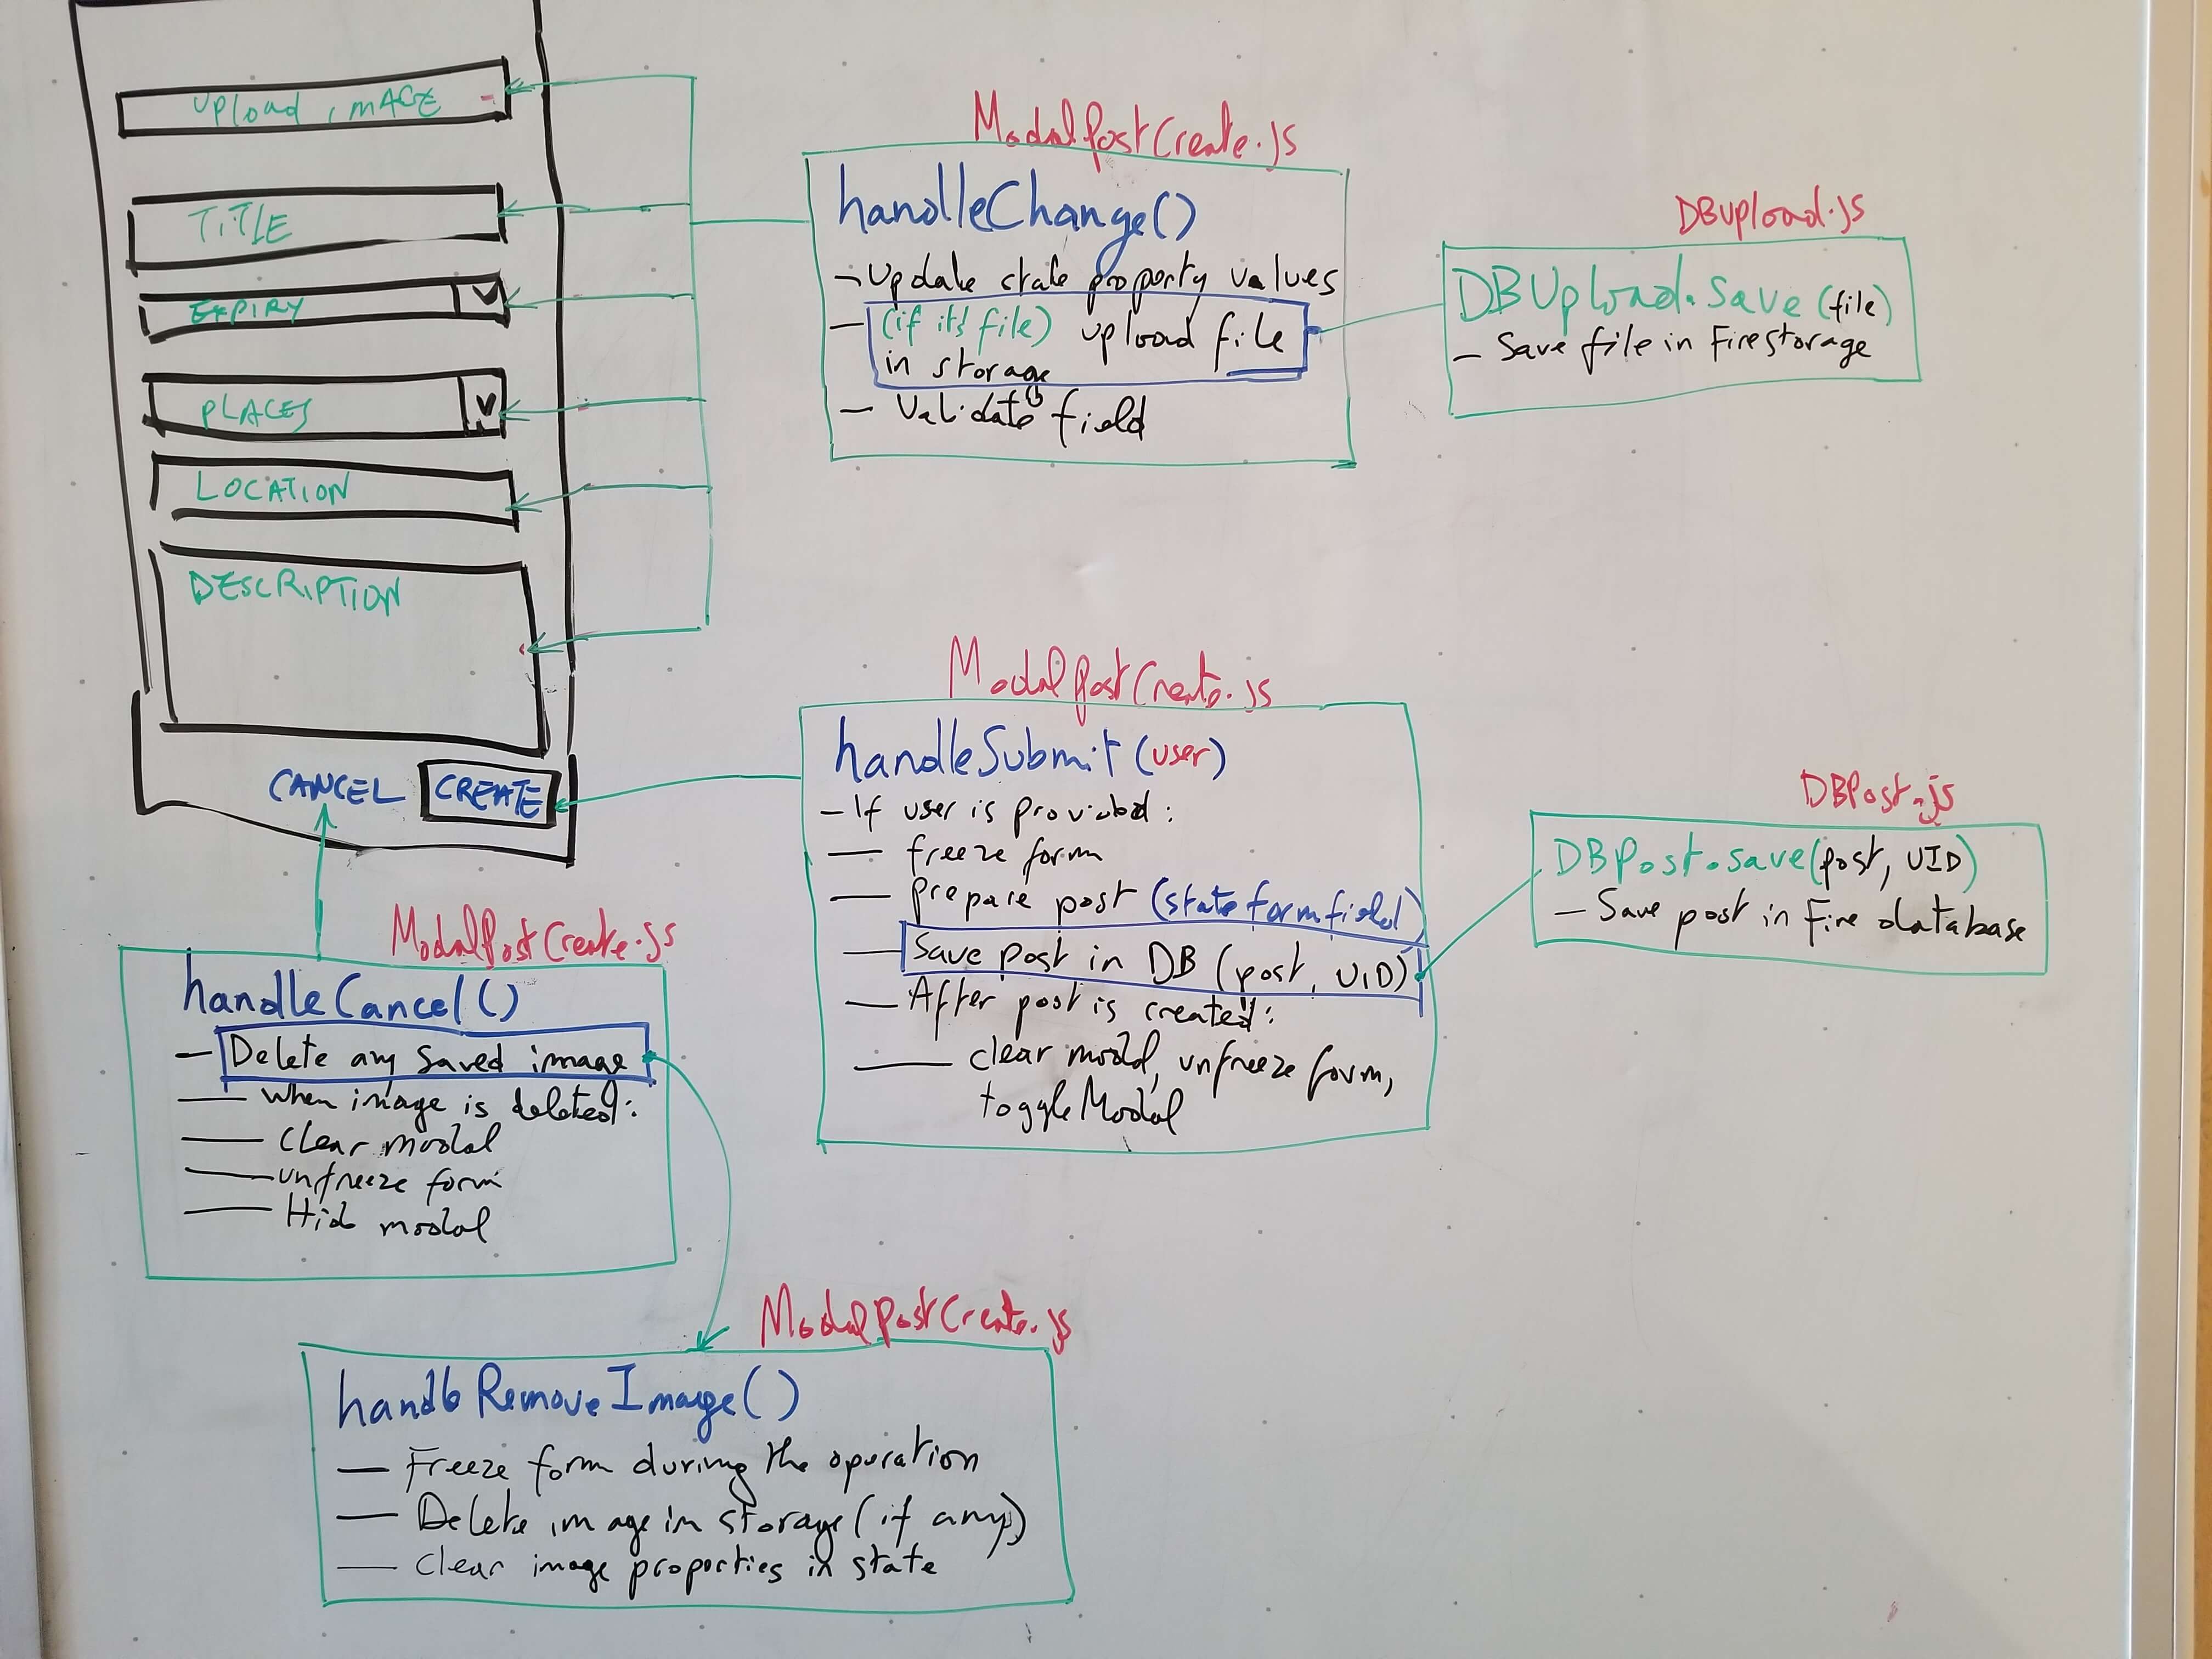 Upload image
TITLE
EXPIRY
PLACES
LOCATION
DESCRIPTION
CANCEL
CREATE
ModalPostCreate.js
handleChange()
- Update state property values
- (if it's file) upload file
in storage
- Validate field
DBUpload.js
DBUpload.save(file)
- Save file in Firestorage
ModalPostCreate.js
handleSubmit(user)
- If user is provided:
- freeze form
- prepare post (state form field)
- Save post in DB (post, UID)
- After post is created:
- clear modal, unfreeze form,
toggleModal
DBPost.js
DBPost.save(post, UID)
- Save post in Fire database
ModalPostCreate.js
handleCancel()
- Delete any saved image
- when image is deleted:
- Clear modal
- unfreeze form
- Hide modal
ModalPostCreate.js
handleRemoveImage()
- Freeze form during the operation
- Delete image in storage (if any)
- Clear image properties in state